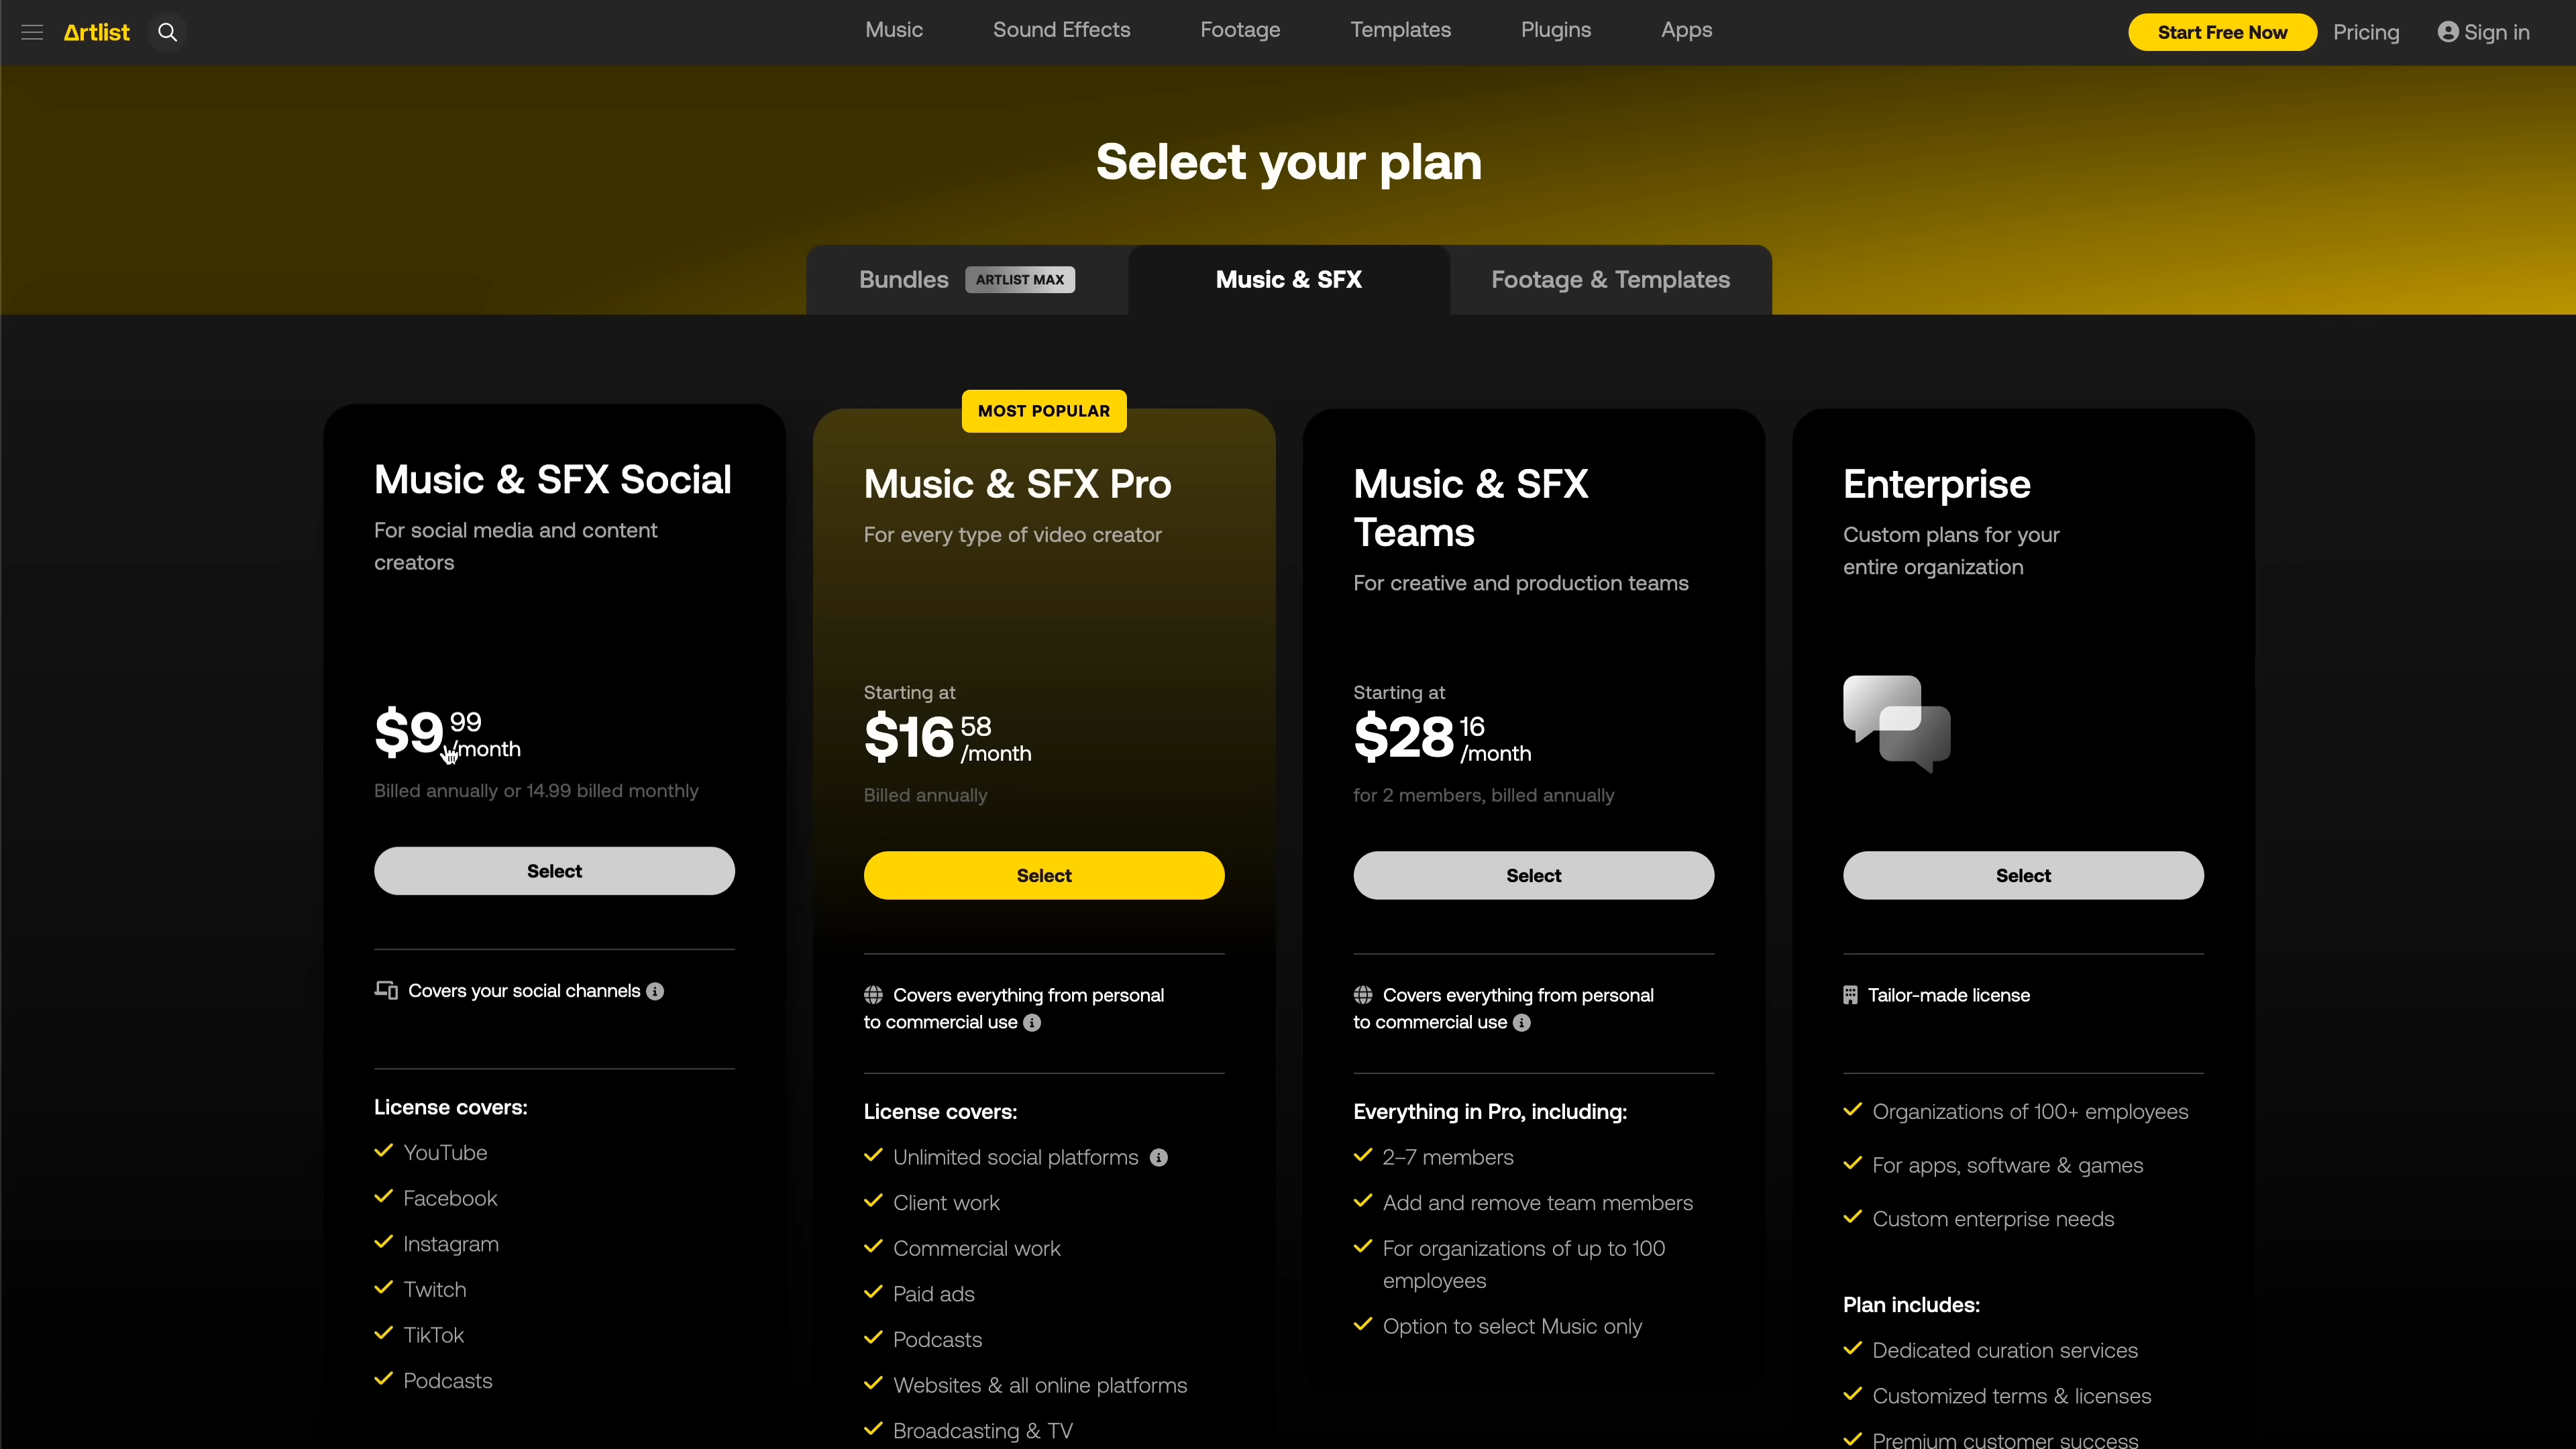 Artlist
Music
Sound Effects
Footage
Templates
Plugins
Apps
Start Free Now
Pricing
Sign in
Select your plan
Bundles
ARTLIST MAX
Music & SFX
Footage & Templates
Music & SFX Social
For social media and content
creators
$9 99
/month
Billed annually or 14.99 billed monthly
Select
Covers your social channels
License covers:
YouTube
Facebook
Instagram
Twitch
TikTok
Podcasts
MOST POPULAR
Music & SFX Pro
For every type of video creator
Starting at
$16 58
/month
Billed annually
Select
Covers everything from personal
to commercial use
License covers:
Unlimited social platforms
Client work
Commercial work
Paid ads
Podcasts
Websites & all online platforms
Broadcasting & TV
Music & SFX
Teams
For creative and production teams
Starting at
$28 16
/month
for 2 members, billed annually
Select
Covers everything from personal
to commercial use
Everything in Pro, including:
2–7 members
Add and remove team members
For organizations of up to 100
employees
Option to select Music only
Enterprise
Custom plans for your
entire organization
Select
Tailor-made license
Organizations of 100+ employees
For apps, software & games
Custom enterprise needs
Plan includes:
Dedicated curation services
Customized terms & licenses
Premium customer success